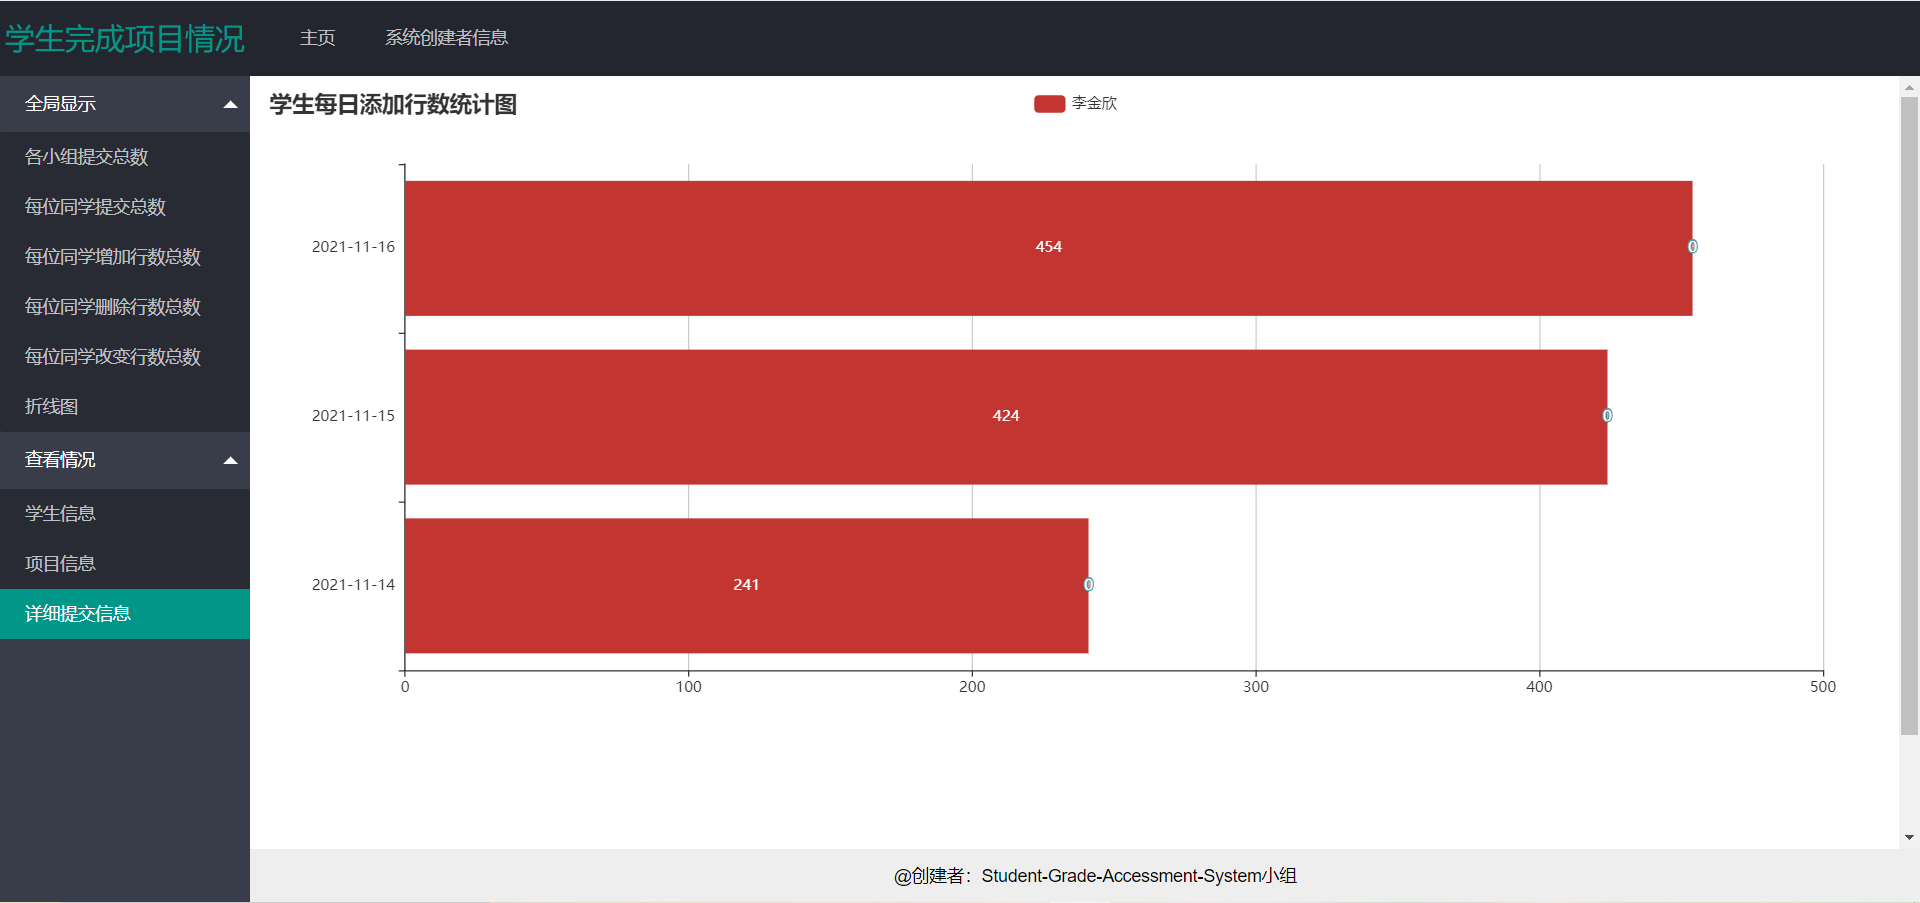 学生完成项目情况
主页
系统创建者信息
全局显示
各小组提交总数
每位同学提交总数
每位同学增加行数总数
每位同学删除行数总数
每位同学改变行数总数
折线图
查看情况
学生信息
项目信息
详细提交信息
学生每日添加行数统计图
李金欣
2021-11-16
454
0
2021-11-15
424
0
2021-11-14
241
0
0 100 200 300 400 500
@创建者：Student-Grade-Accessment-System小组